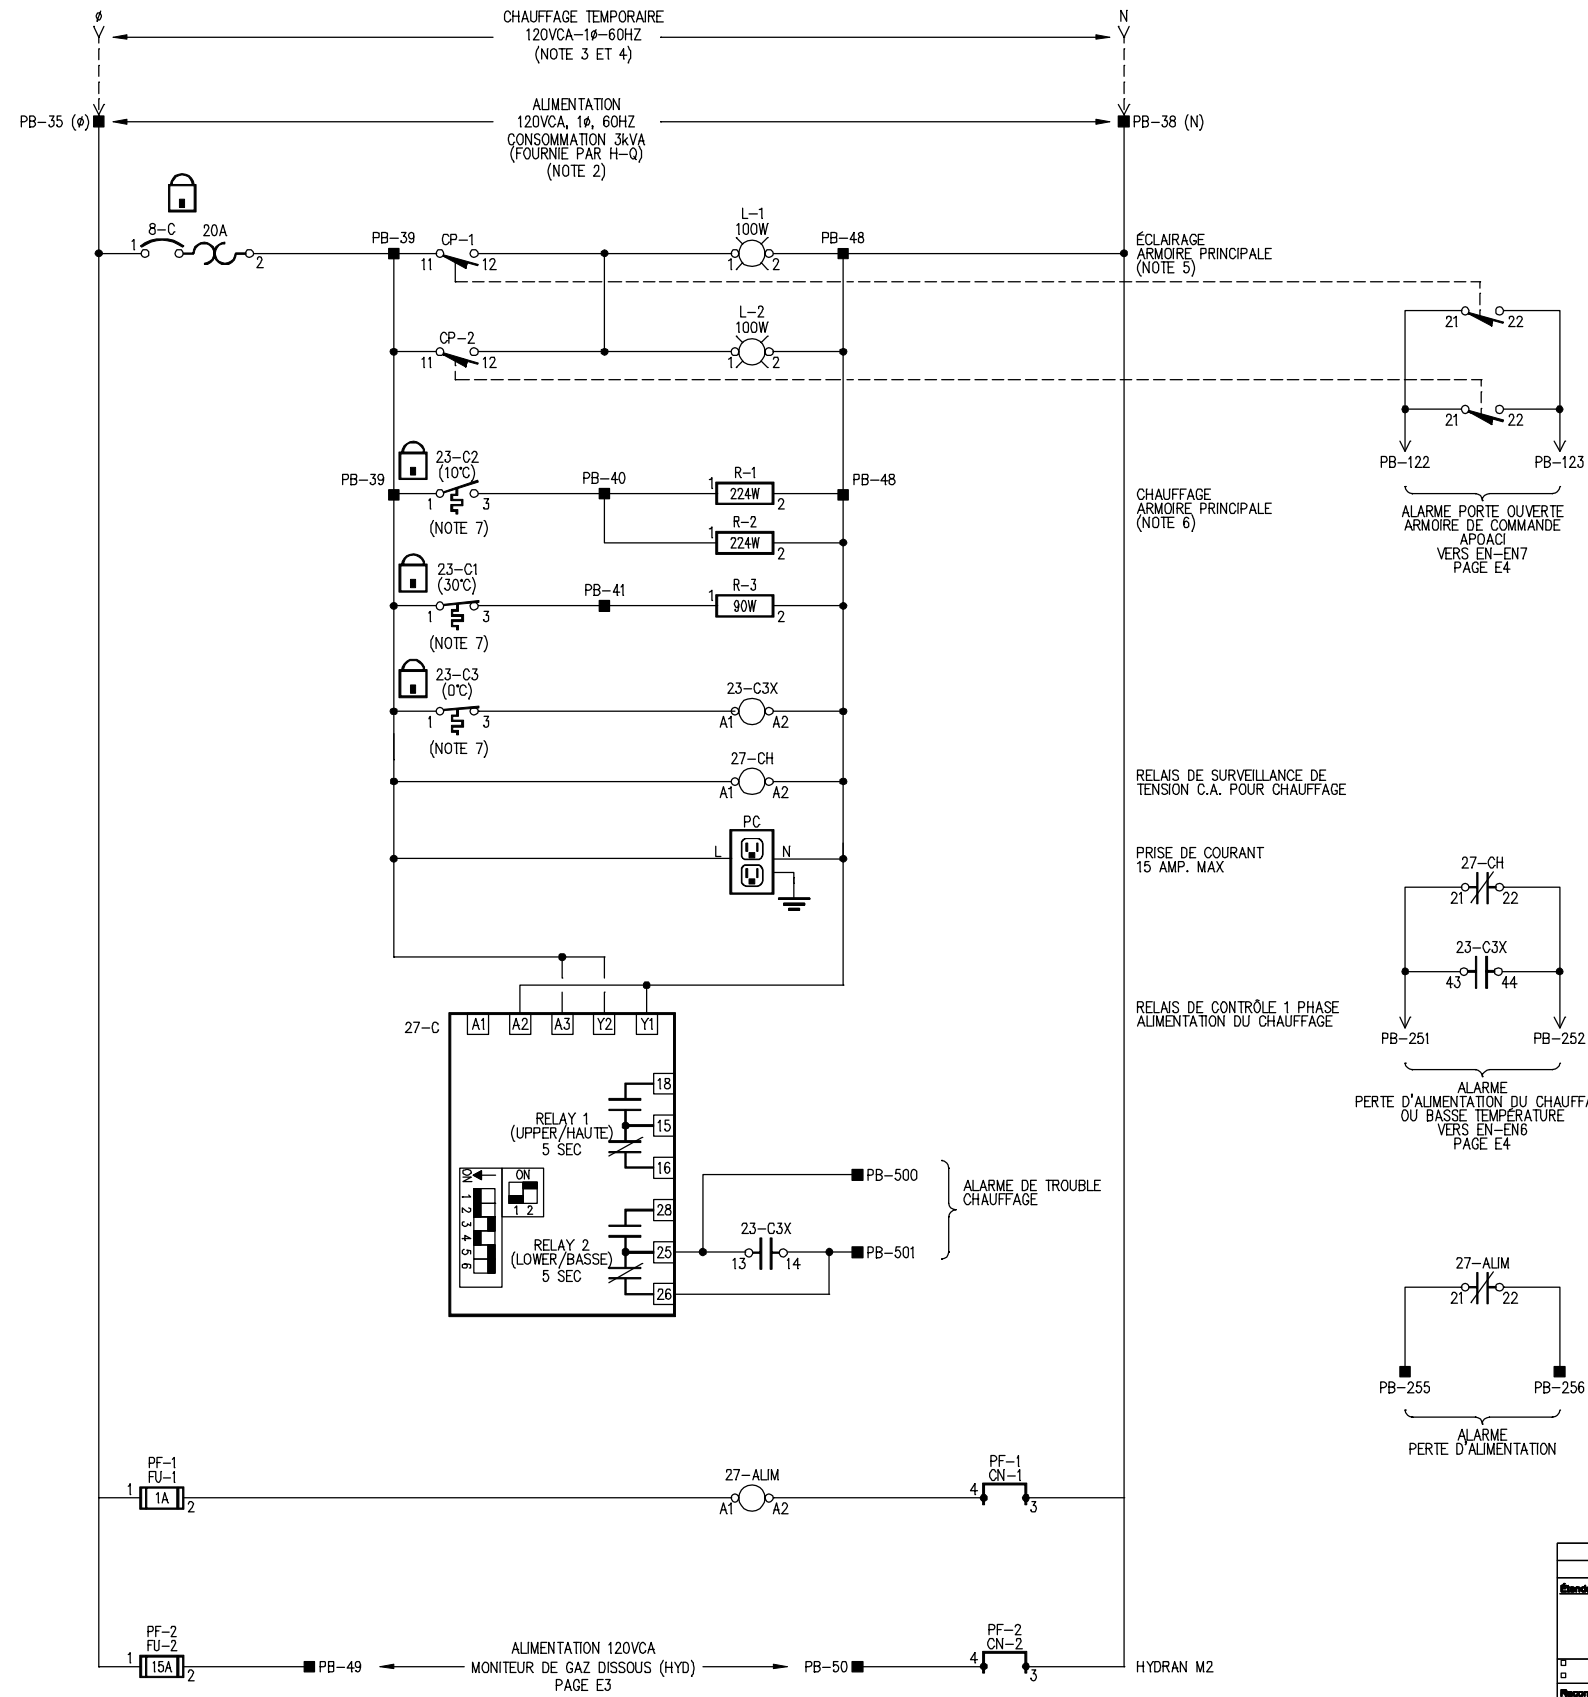 ø
CHAUFFAGE TEMPORAIRE
120VCA-1ø-60HZ
(NOTE 3 ET 4)
N
PB-35 (ø)
ALIMENTATION
120VCA, 1ø, 60HZ
CONSOMMATION 3kVA
(FOURNIE PAR H-Q)
(NOTE 2)
PB-38 (N)
8-C
20A
1
2
PB-39
CP-1
11
12
L-1
100W
1
2
PB-48
ÉCLAIRAGE
ARMOIRE PRINCIPALE
(NOTE 5)
CP-2
11
12
L-2
100W
1
2
21
22
21
22
PB-122
PB-123
ALARME PORTE OUVERTE
ARMOIRE DE COMMANDE
APOACI
VERS EN-EN7
PAGE E4
PB-39
23-C2
(10°C)
1
3
(NOTE 7)
PB-40
R-1
1
224W
2
PB-48
R-2
224W
2
CHAUFFAGE
ARMOIRE PRINCIPALE
(NOTE 6)
23-C1
(30°C)
1
3
(NOTE 7)
PB-41
R-3
1
90W
2
23-C3
(0°C)
1
3
(NOTE 7)
23-C3X
A1
A2
27-CH
A1
A2
RELAIS DE SURVEILLANCE DE
TENSION C.A. POUR CHAUFFAGE
PC
L
N
PRISE DE COURANT
15 AMP. MAX
27-CH
21
22
23-C3X
43
44
PB-251
PB-252
ALARME
PERTE D'ALIMENTATION DU CHAUFFA
OU BASSE TEMPÉRATURE
VERS EN-EN6
PAGE E4
27-C
A1
A2
A3
Y2
Y1
RELAIS DE CONTRÔLE 1 PHASE
ALIMENTATION DU CHAUFFAGE
18
RELAY 1
(UPPER/HAUTE)
5 SEC
15
16
ON
1
2
3
4
5
6
ON
1 2
28
RELAY 2
(LOWER/BASSE)
5 SEC
25
26
PB-500
23-C3X
13
14
PB-501
ALARME DE TROUBLE
CHAUFFAGE
27-ALIM
21
22
PB-255
PB-256
ALARME
PERTE D'ALIMENTATION
PF-1
FU-1
1
1A
2
27-ALIM
A1
A2
PF-1
CN-1
4
3
PF-2
FU-2
1
15A
2
PB-49
ALIMENTATION 120VCA
MONITEUR DE GAZ DISSOUS (HYD)
PAGE E3
PB-50
PF-2
CN-2
4
3
HYDRAN M2